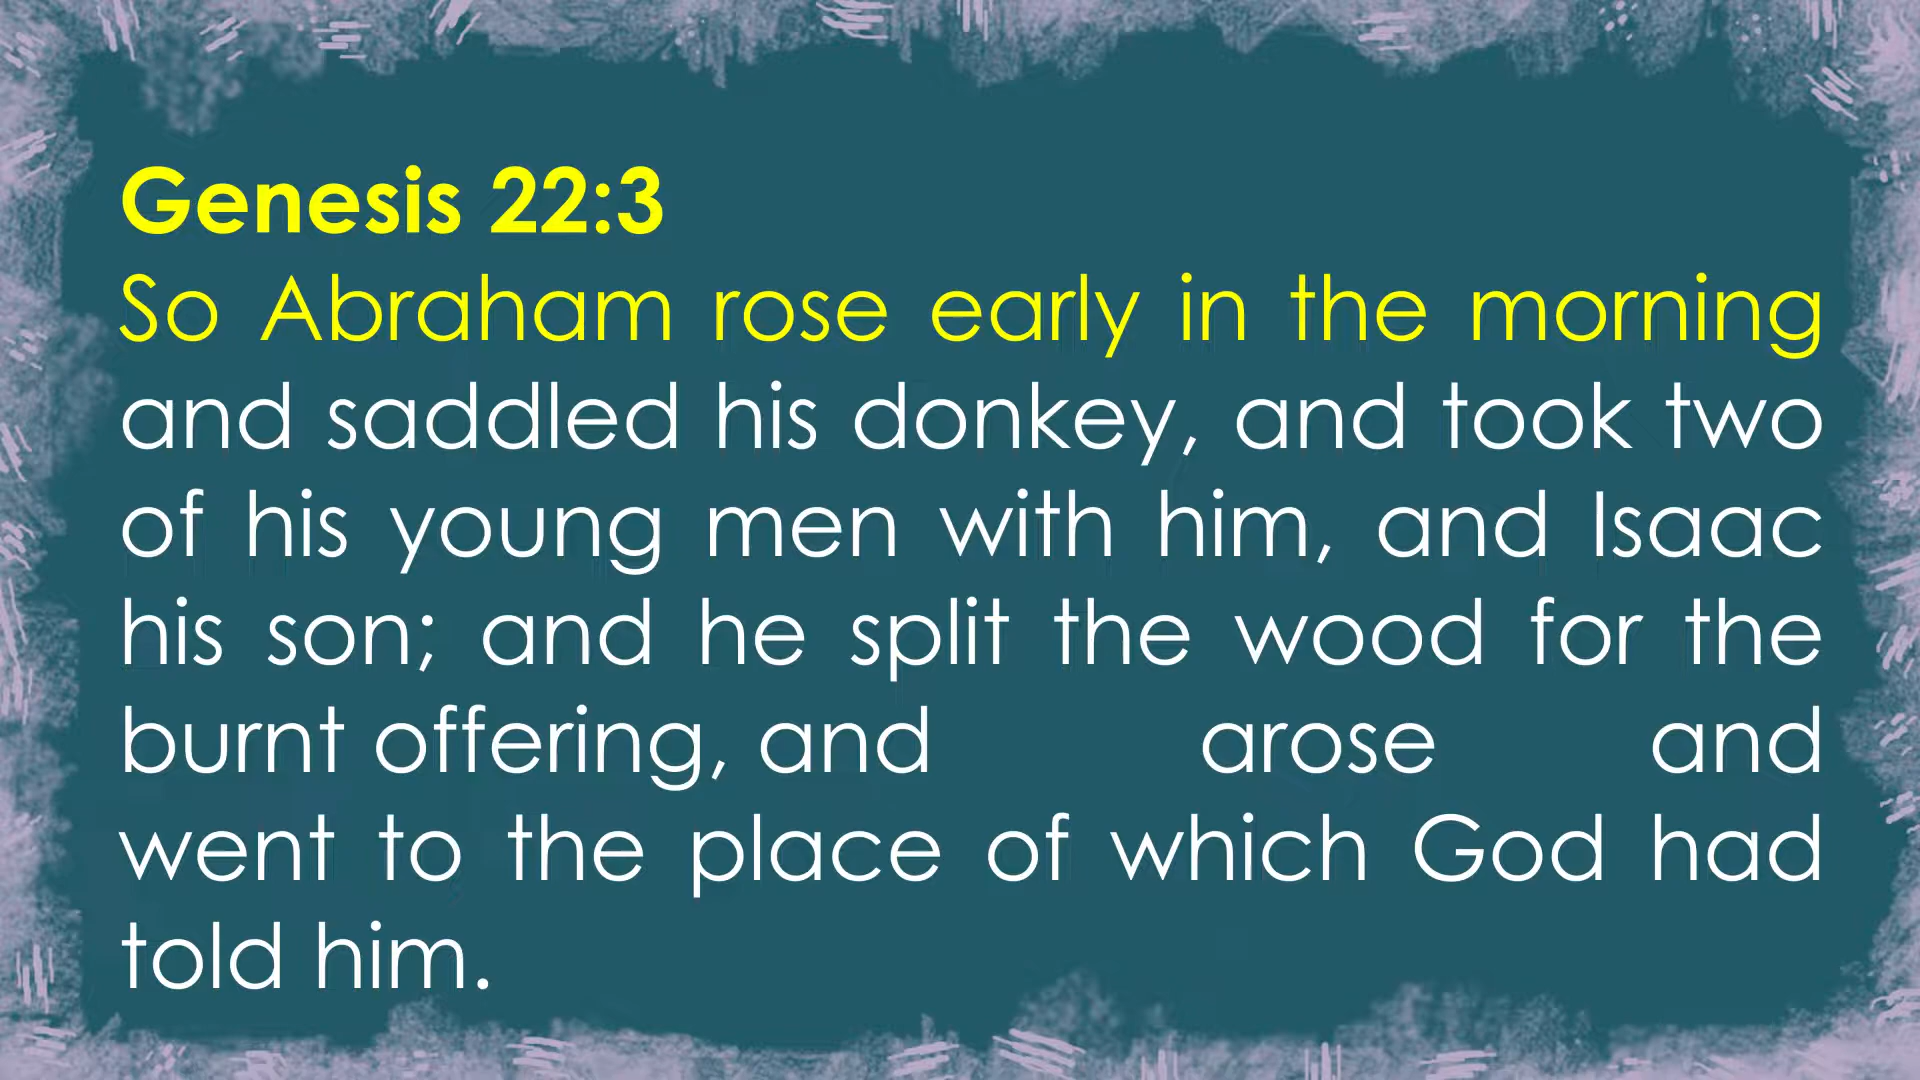 Genesis 22:3
So Abraham rose early in the morning
and saddled his donkey, and took two
of his young men with him, and Isaac
his son; and he split the wood for the
burnt offering, and arose and
went to the place of which God had
told him.